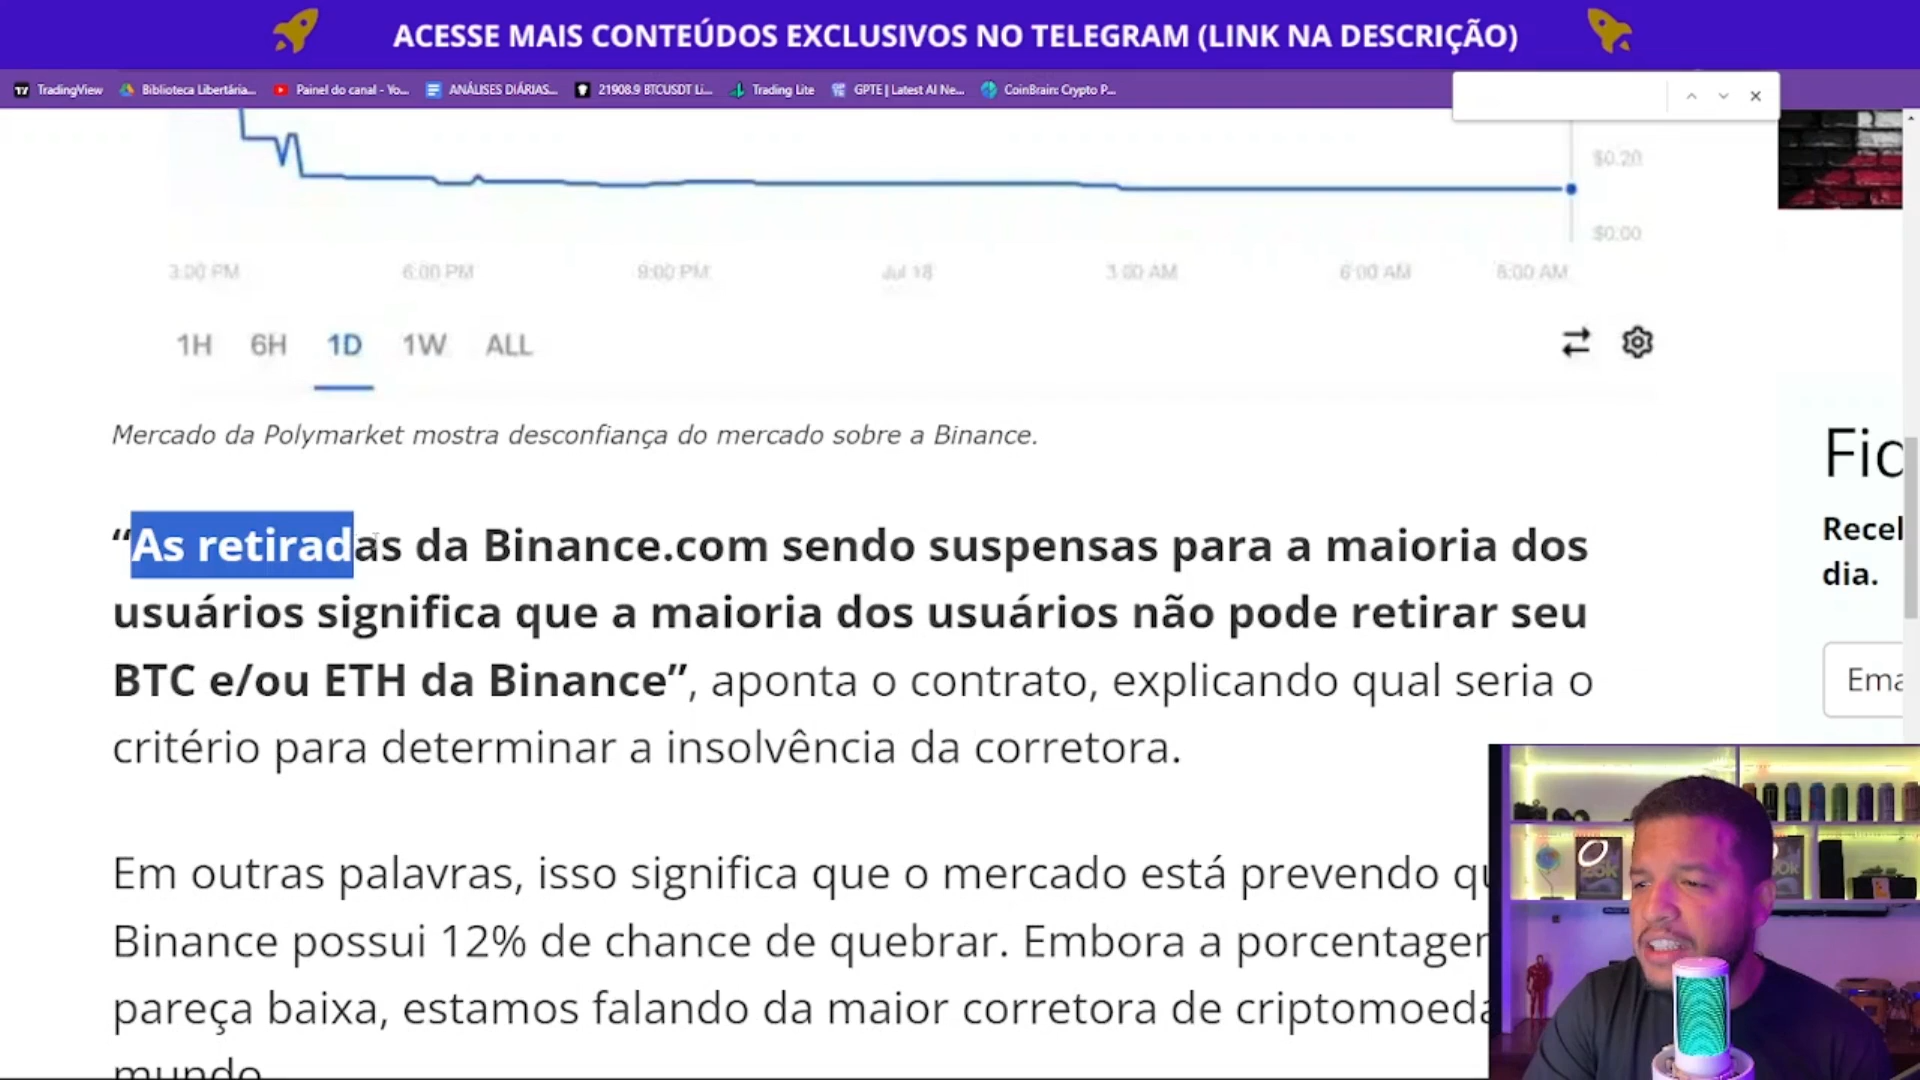 ACESSE MAIS CONTEÚDOS EXCLUSIVOS NO TELEGRAM (LINK NA DESCRIÇÃO)
TradingView Biblioteca Libertária... Painel do canal - Yo... ANÁLISES DIÁRIAS... 21908.9 BTCUSDT Li... Trading Lite GPTE | Latest AI Ne... CoinBrain: Crypto P...
$0.20
$0.00
3:00 PM 6:00 PM 9:00 PM Jul 18 3:00 AM 6:00 AM
1H 6H 1D 1W ALL
Mercado da Polymarket mostra desconfiança do mercado sobre a Binance.
“As retiradas da Binance.com sendo suspensas para a maioria dos
usuários significa que a maioria dos usuários não pode retirar seu
BTC e/ou ETH da Binance”, aponta o contrato, explicando qual seria o
critério para determinar a insolvência da corretora.
Em outras palavras, isso significa que o mercado está prevendo qu
Binance possui 12% de chance de quebrar. Embora a porcentager
pareça baixa, estamos falando da maior corretora de criptomoeda
mundo
Fic
Recel
dia.
Ema